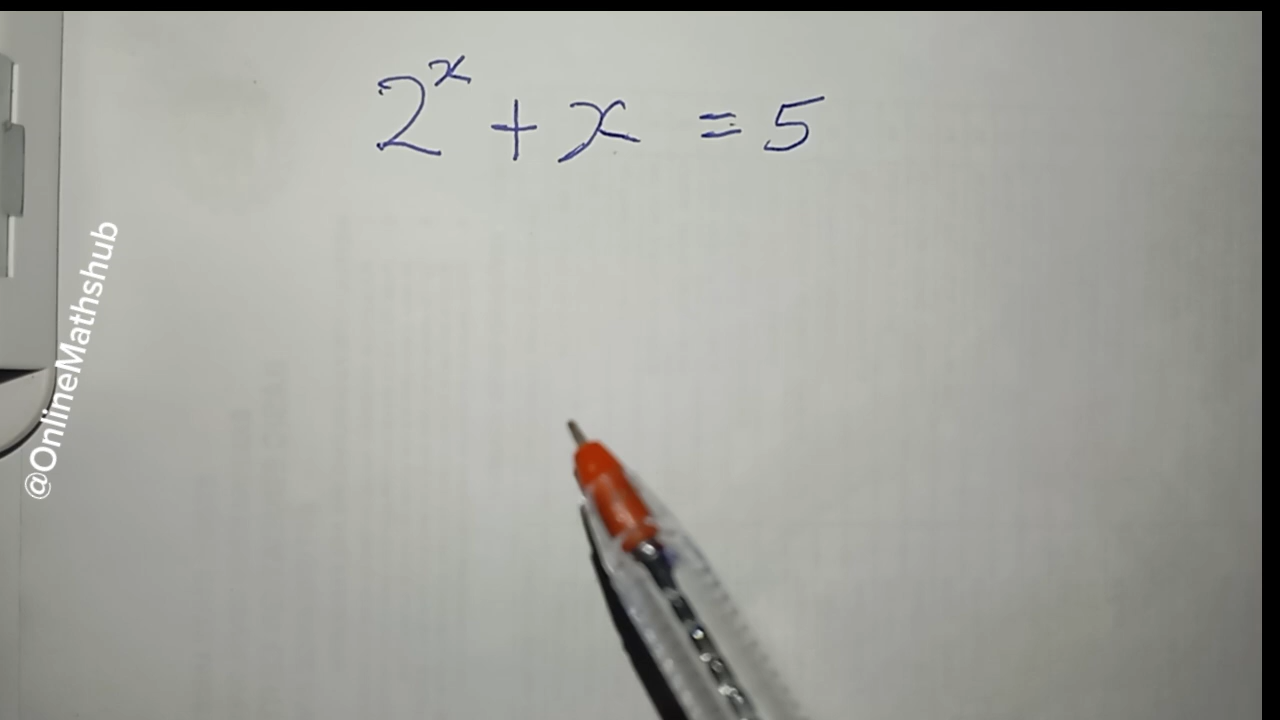 2^x + x = 5
@OnlineMathshub